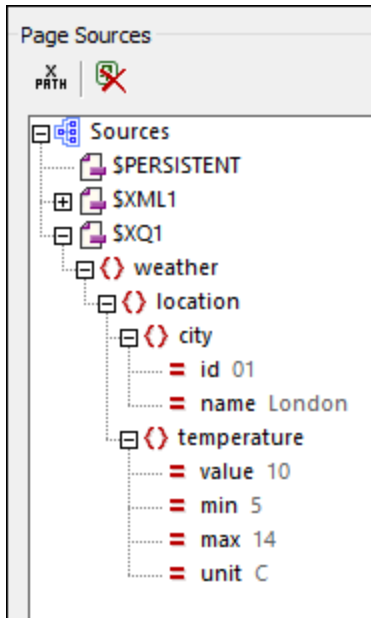 Page Sources
X
PATH
Sources
$PERSISTENT
$XML1
$XQ1
weather
location
city
id 01
name London
temperature
value 10
min 5
max 14
unit C